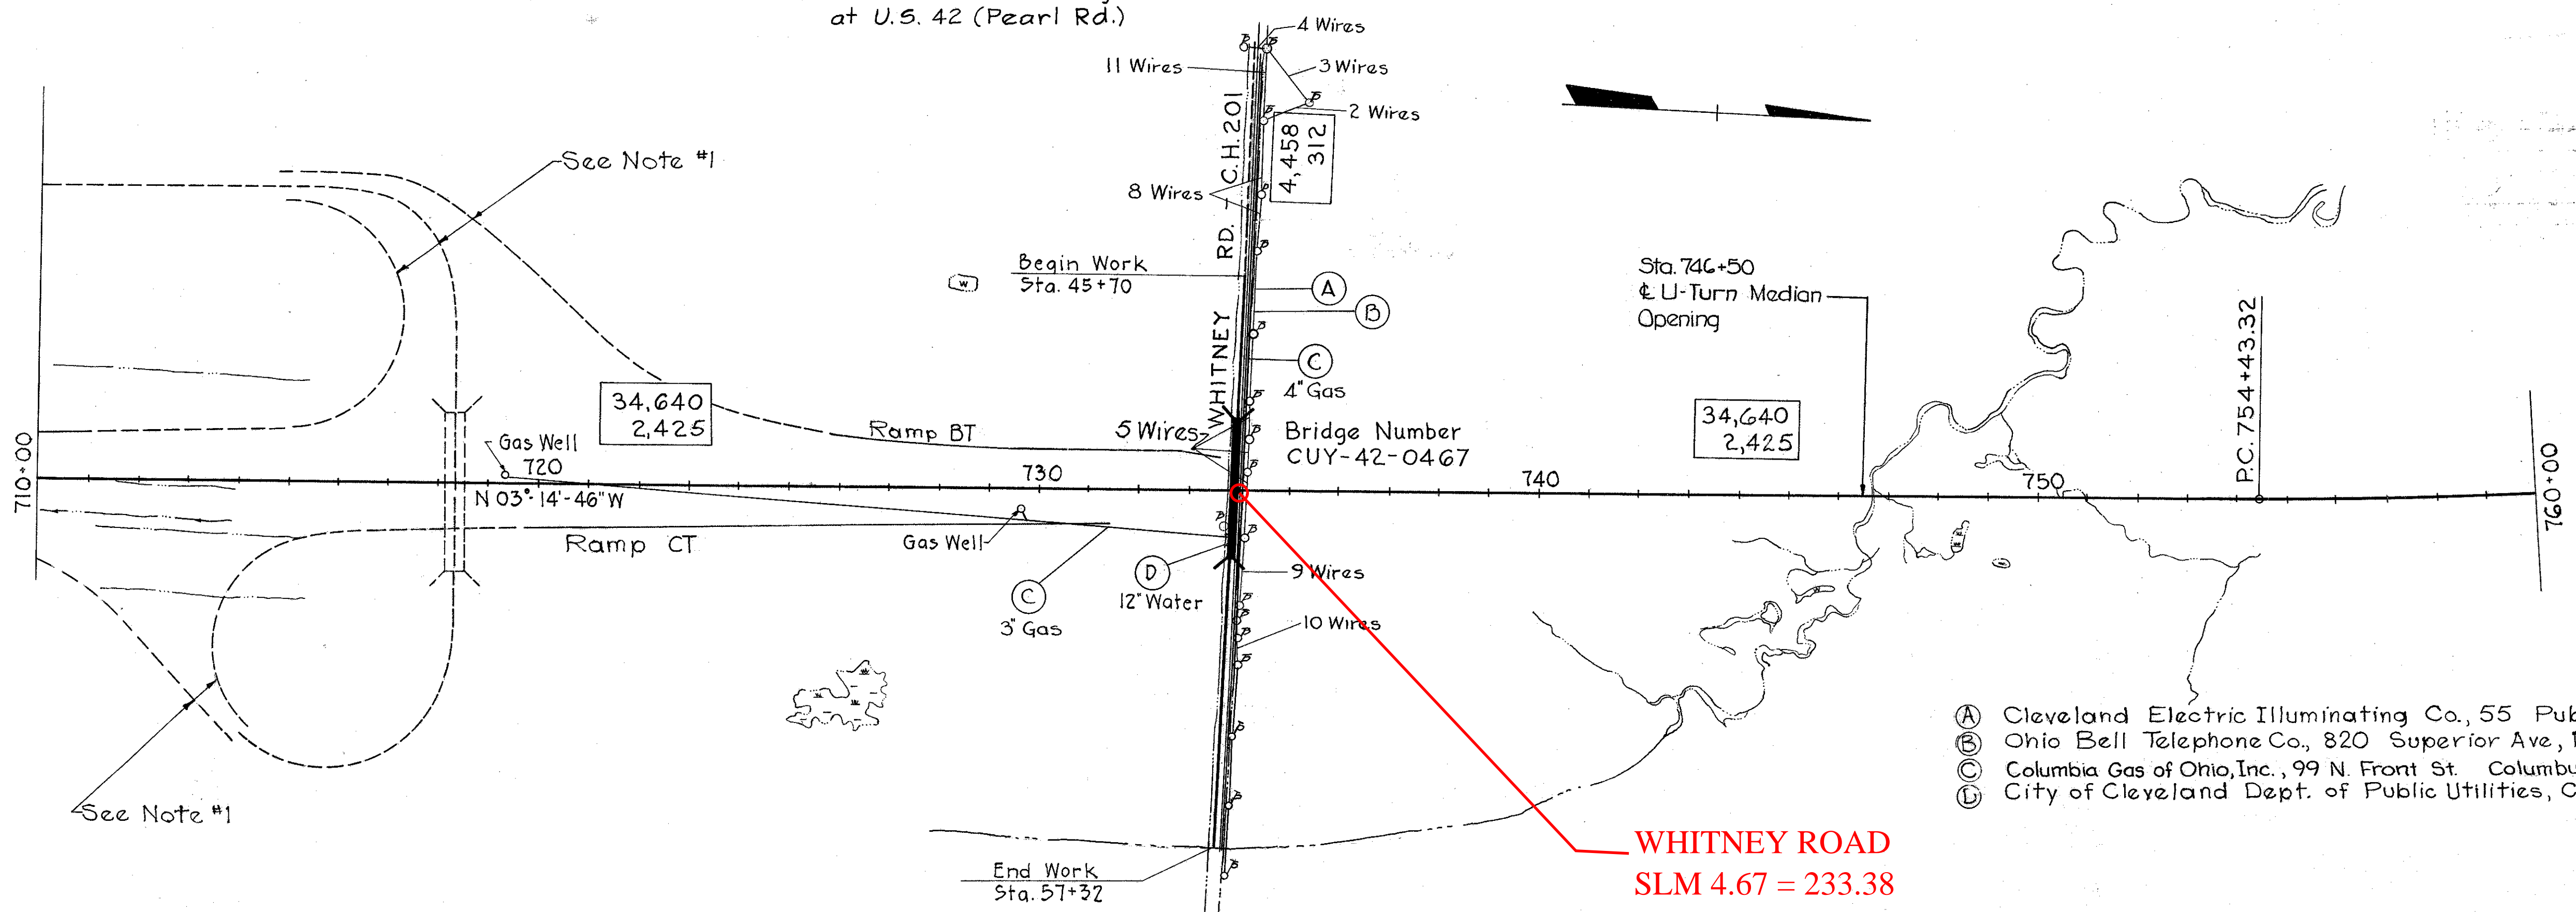 at U.S. 42 (Pearl Rd.)
4 Wires
11 Wires
3 Wires
2 Wires
WHITNEY RD. - C.H. 201
4,458
312
See Note #1
8 Wires
Begin Work
Sta. 45+70
W
A
B
C
4" Gas
Sta. 746+50
℄ U-Turn Median
Opening
P.C. 754+43.32
34,640
2,425
Ramp BT
5 Wires
Bridge Number
CUY-42-0467
34,640
2,425
710+00
Gas Well
720
730
740
750
760+00
N 03°-14'-46" W
Ramp CT
Gas Well
C
3" Gas
D
12" Water
9 Wires
10 Wires
See Note #1
End Work
Sta. 57+32
WHITNEY ROAD
SLM 4.67 = 233.38
A Cleveland Electric Illuminating Co., 55
B Ohio Bell Telephone Co., 820 Superior Ave,
C Columbia Gas of Ohio, Inc., 99 N. Front St.
D City of Cleveland Dept. of Public Utilities,